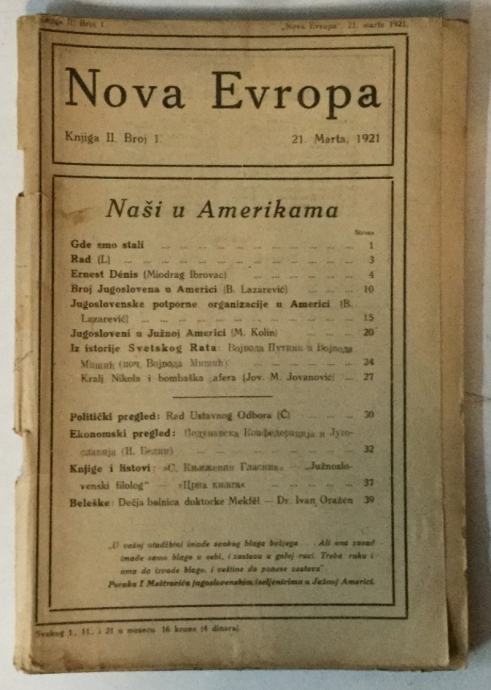 Knjiga II. Broj 1. „Nova Evropa", 21. marta 1921.
Nova Evropa
Knjiga II. Broj 1. 21. Marta, 1921
Naši u Amerikama
Strana
Gde smo stali ... 1
Rad (L) ... 3
Ernest Denis (Miodrag Ibrovac) ... 4
Broj Jugoslovena u Americi (B. Lazarević) ... 10
Jugoslovenske potporne organizacije u Americi (B.
Lazarević) ... 15
Jugosloveni u Južnoj Americi (M. Kolin) ... 20
Iz istorije Svetskog Rata: Војвода Путник и Војвода
Мишић (поч. Војвода Мишић) ... 24
Kralj Nikola i bombaška afera (Jov. M. Jovanović) ... 27
Politički pregled: Rad Ustavnog Odbora (Ć) ... 30
Ekonomski pregled: Подунавска Конфедерација и Југо-
славија (И. Белин) ... 32
Knjige i listovi: »С. Књижевни Гласник« — „Južnoslo-
venski filolog" — »Црна књига« ... 37
Beleške: Dečja bolnica doktorke Mekfél — Dr. Ivan Oražen 39
„U vašoj otadžbini imade svakog blaga božjega ... Ali ona zasad
imade samo blago u sebi, i zastavu u goloj ruci. Treba ruku i
uma da izvade blago, i veštine da ponese zastavu"
Poruka I Meštrovića jugoslovenskim iseljenicima u Južnoj Americi.
Svakog 1., 11., i 21 u mesecu 16 kruna (4 dinara).